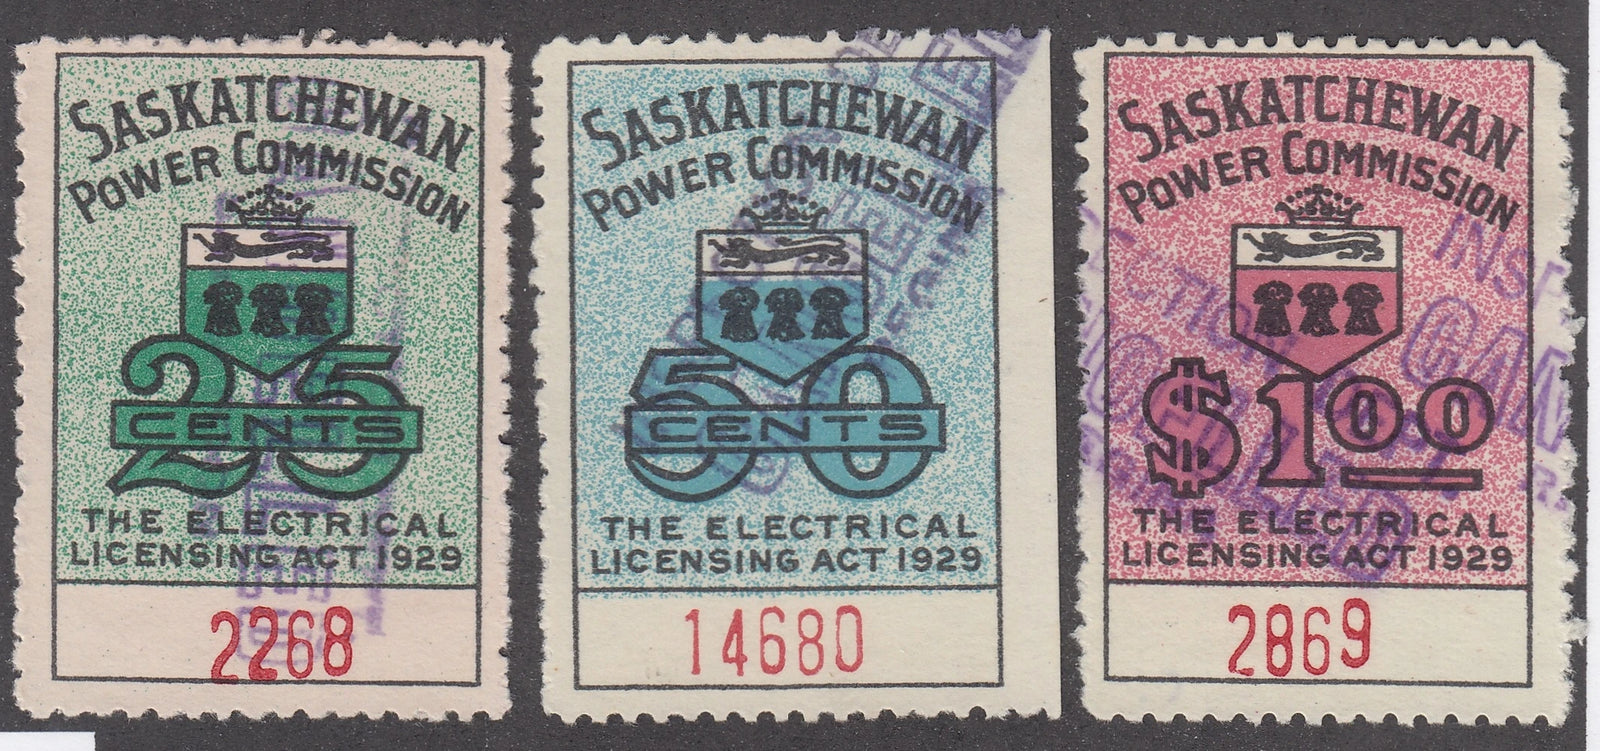 SASKATCHEWAN
POWER COMMISSION
25
CENTS
THE ELECTRICAL
LICENSING ACT 1929
2268
SASKATCHEWAN
POWER COMMISSION
50
CENTS
THE ELECTRICAL
LICENSING ACT 1929
14680
SASKATCHEWAN
POWER COMMISSION
$1.00
THE ELECTRICAL
LICENSING ACT 1929
2869